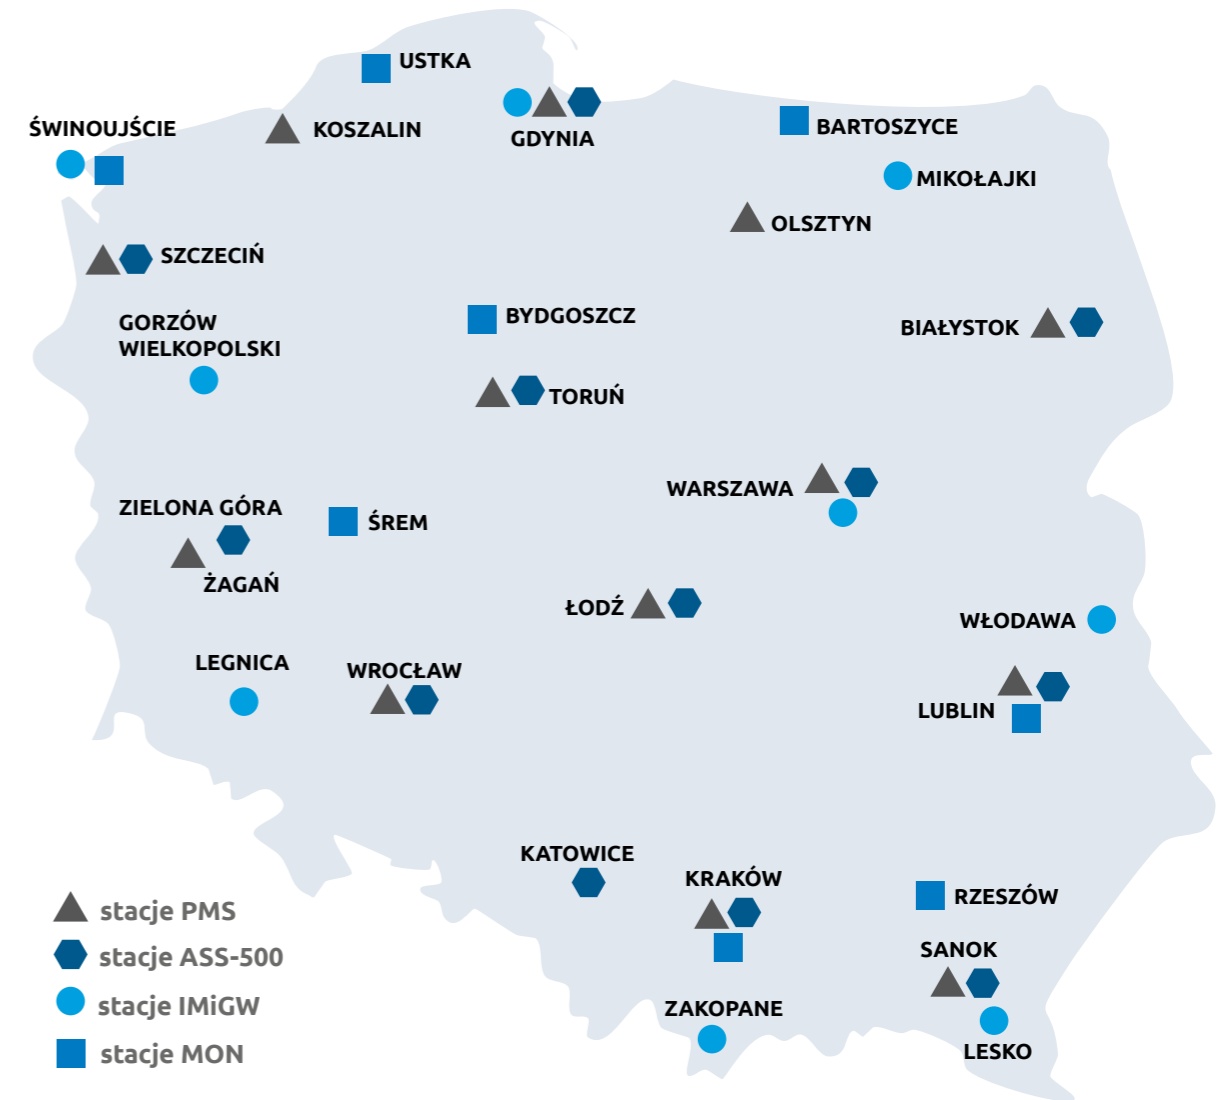 USTKA
ŚWINOUJŚCIE
KOSZALIN
GDYNIA
BARTOSZYCE
MIKOŁAJKI
OLSZTYN
SZCZECIŃ
GORZÓW
WIELKOPOLSKI
BYDGOSZCZ
BIAŁYSTOK
TORUŃ
WARSZAWA
ZIELONA GÓRA
ŚREM
ŻAGAŃ
ŁODŹ
WŁODAWA
LEGNICA
WROCŁAW
LUBLIN
KATOWICE
KRAKÓW
RZESZÓW
SANOK
ZAKOPANE
LESKO
stacje PMS
stacje ASS-500
stacje IMiGW
stacje MON